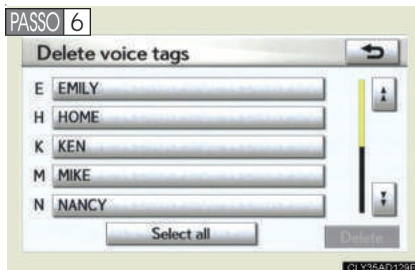 PASSO 6
Delete voice tags
E EMILY
H HOME
K KEN
M MIKE
N NANCY
Select all
Delete
CLY35AD129E